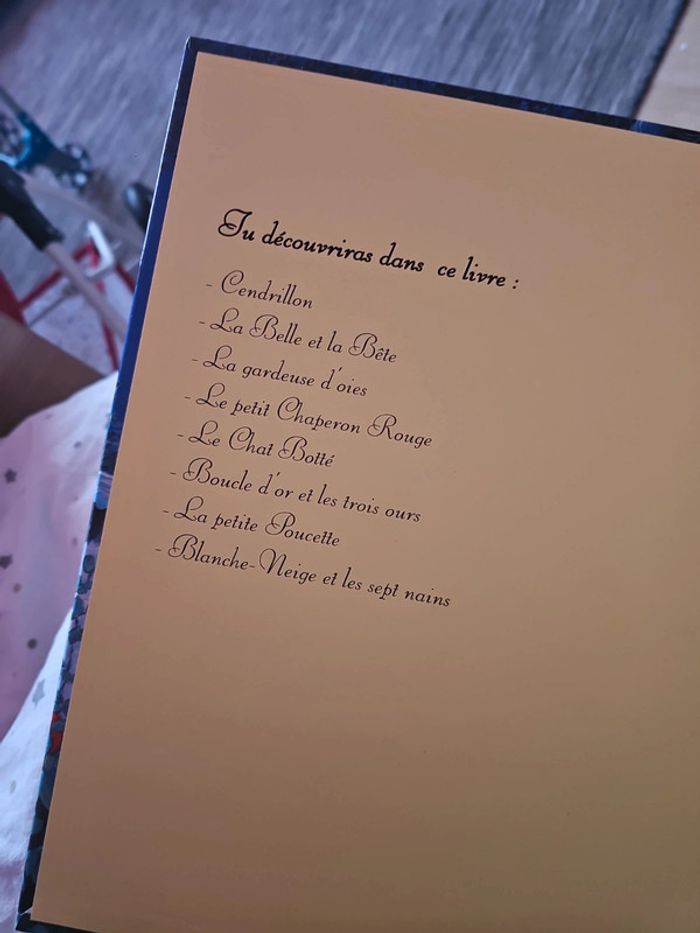 Tu découvriras dans ce livre :
- Cendrillon
- La Belle et la Bête
- La gardeuse d'oies
- Le petit Chaperon Rouge
- Le Chat Botté
- Boucle d'or et les trois ours
- La petite Poucette
- Blanche-Neige et les sept nains